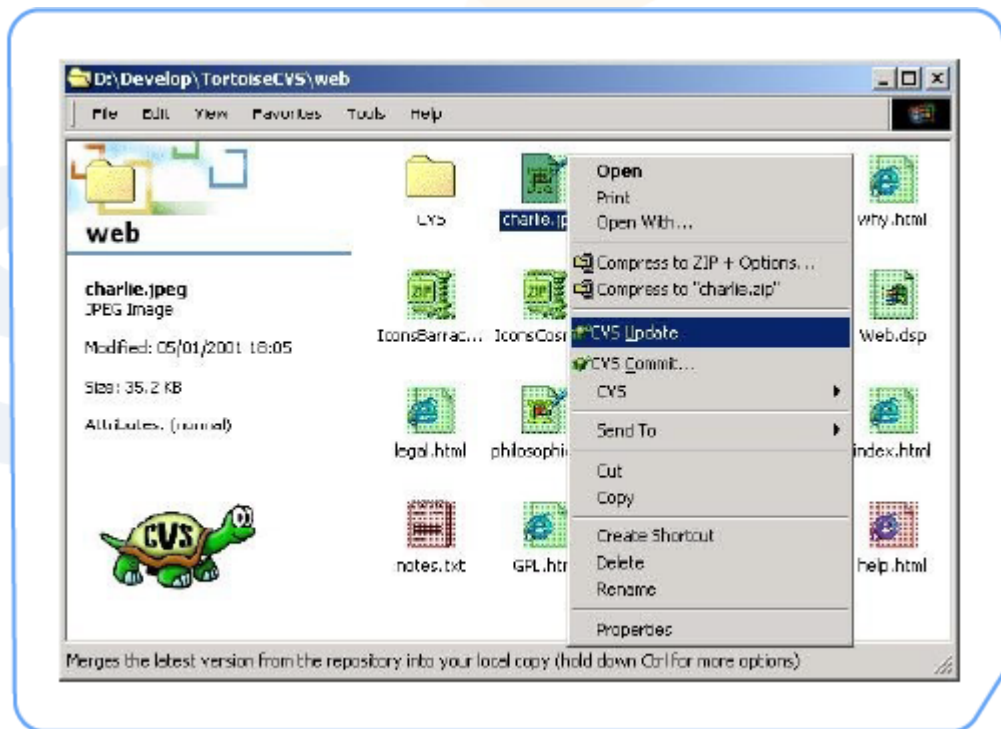 D:\Develop\TortoiseCVS\web
File Edit View Favorites Tools Help
web
charlie.jpeg
JPEG Image
Modified: 05/01/2001 18:05
Size: 35.2 KB
Attributes: (normal)
CVS
CVS
charlie.jp
why.html
IconsBarrac...
IconsCosm
Web.dsp
legal.html
philosophi
index.html
notes.txt
GPL.htm
help.html
Open
Print
Open With...
Compress to ZIP + Options...
Compress to "charlie.zip"
CVS Update
CVS Commit...
CVS
Send To
Cut
Copy
Create Shortcut
Delete
Rename
Properties
Merges the latest version from the repository into your local copy (hold down Ctrl for more options)